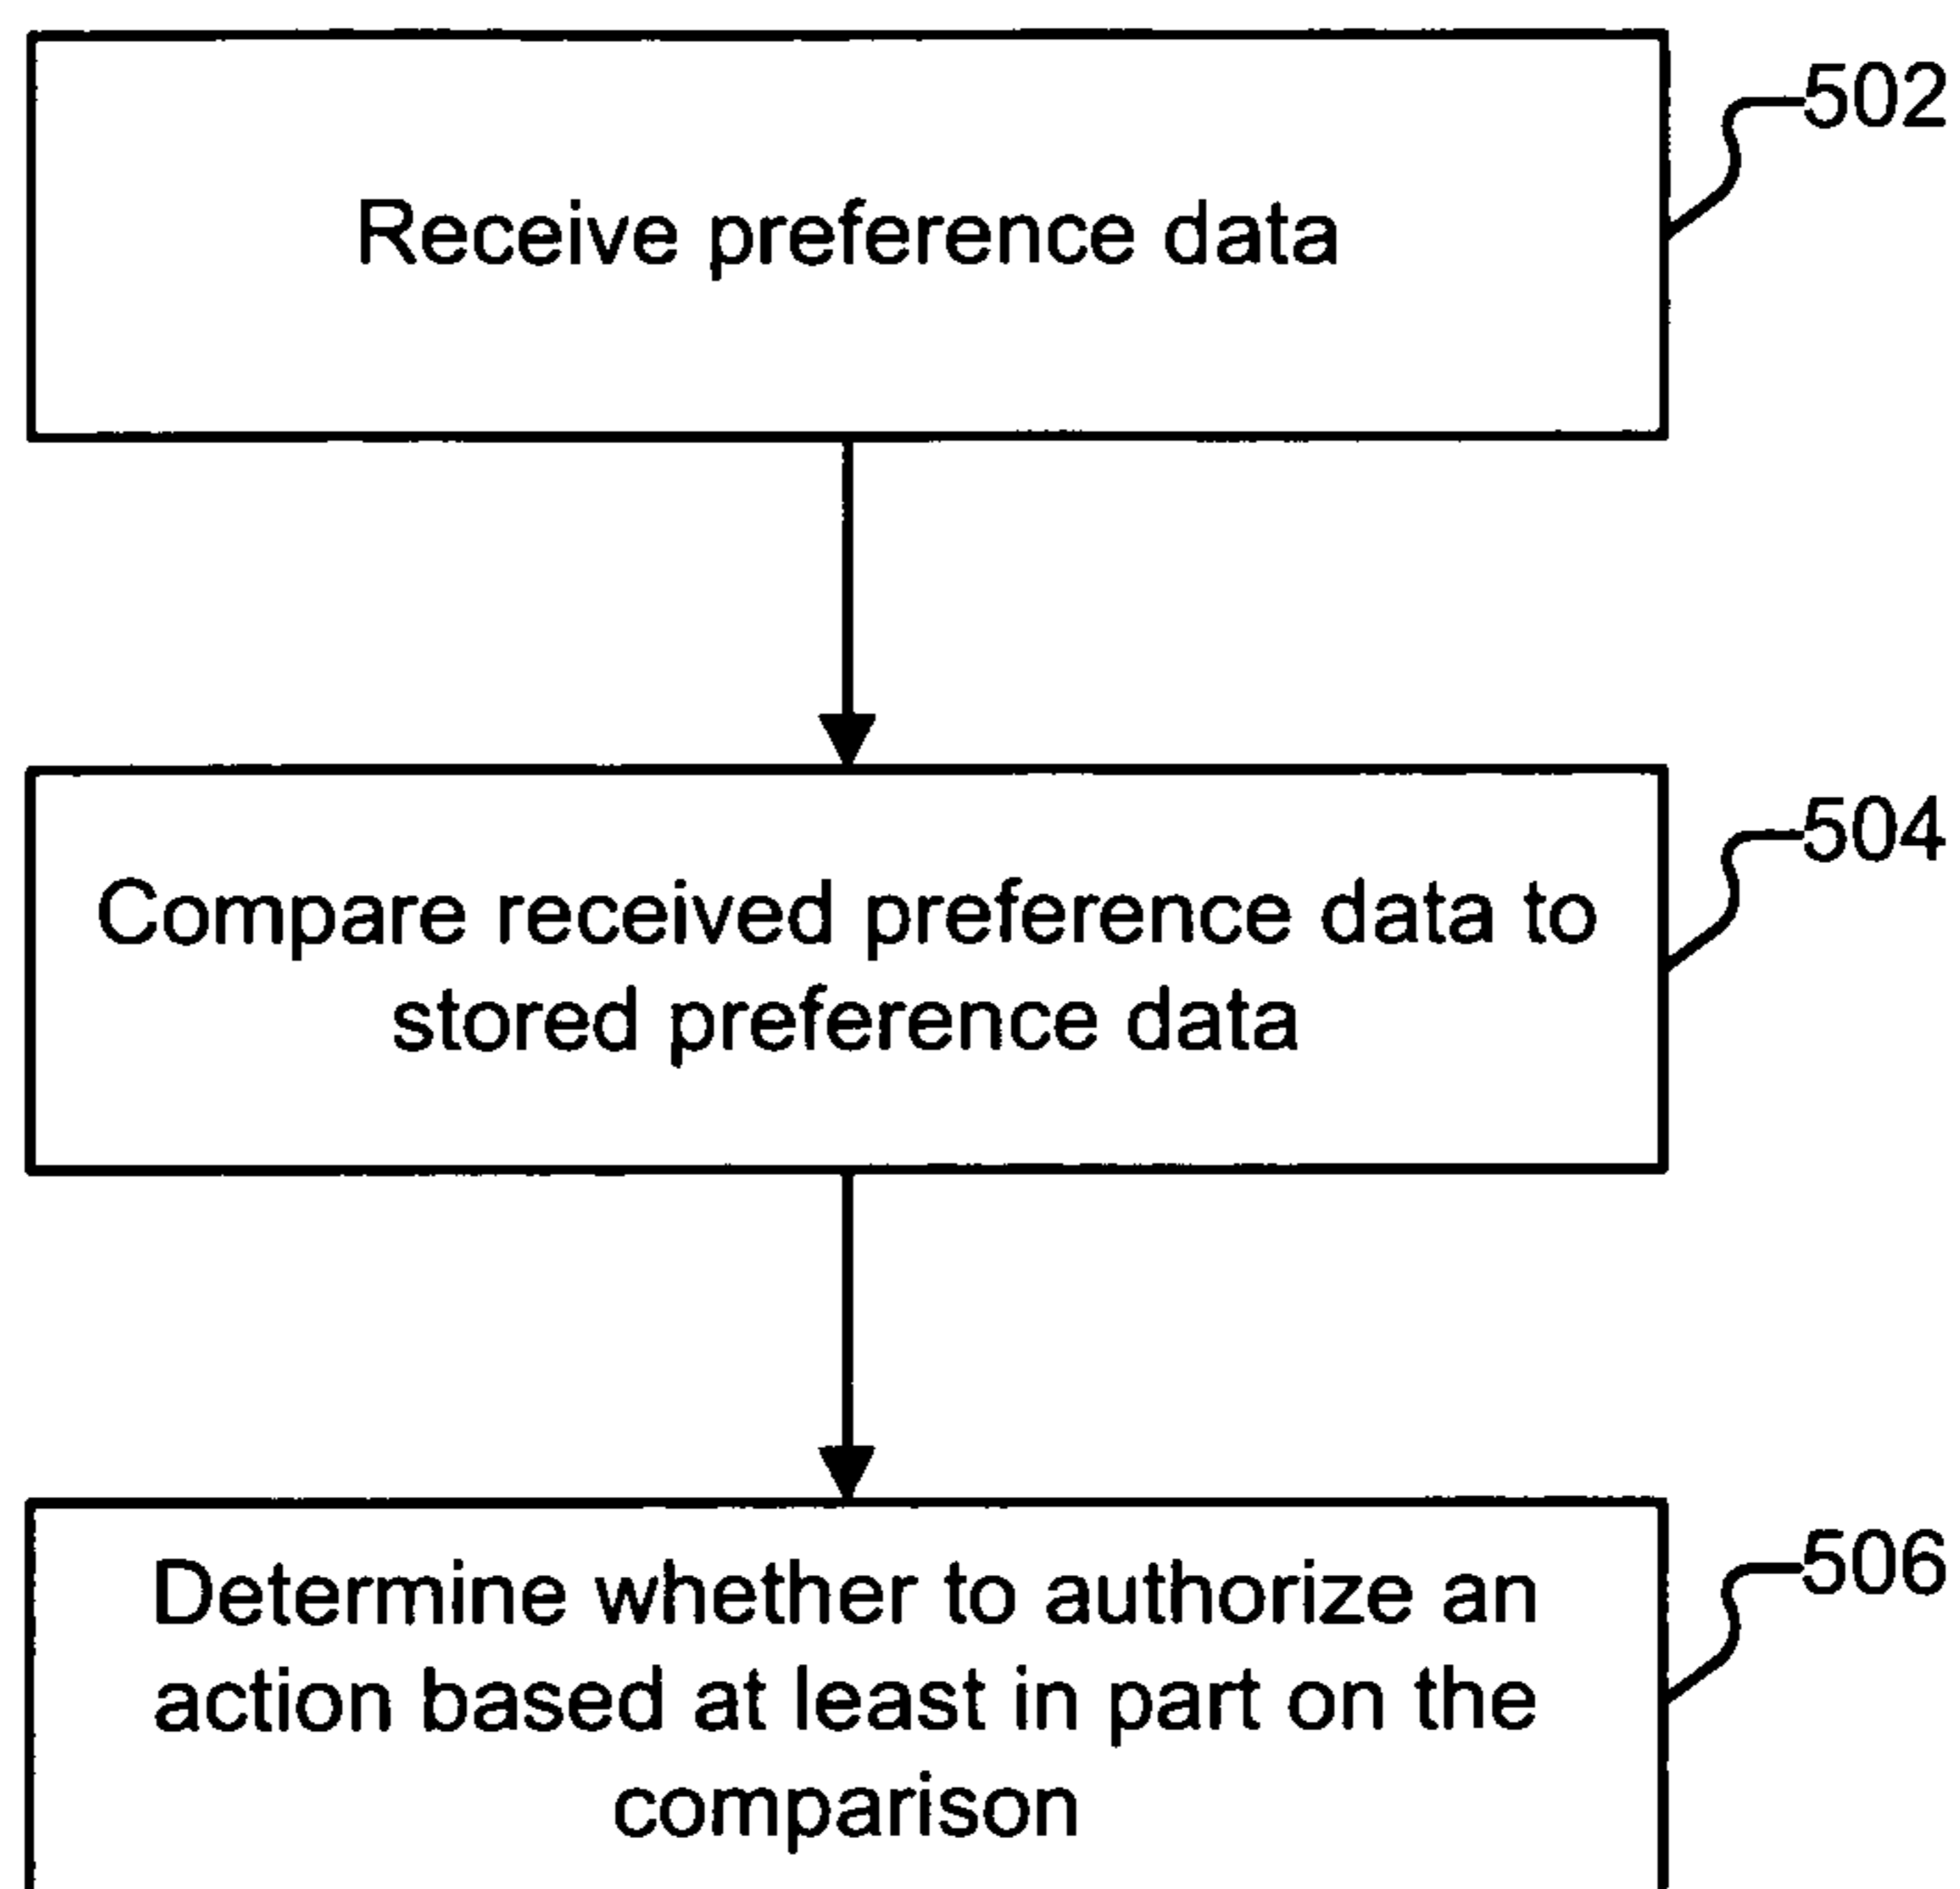 502
Receive preference data
504
Compare received preference data to
stored preference data
506
Determine whether to authorize an
action based at least in part on the
comparison